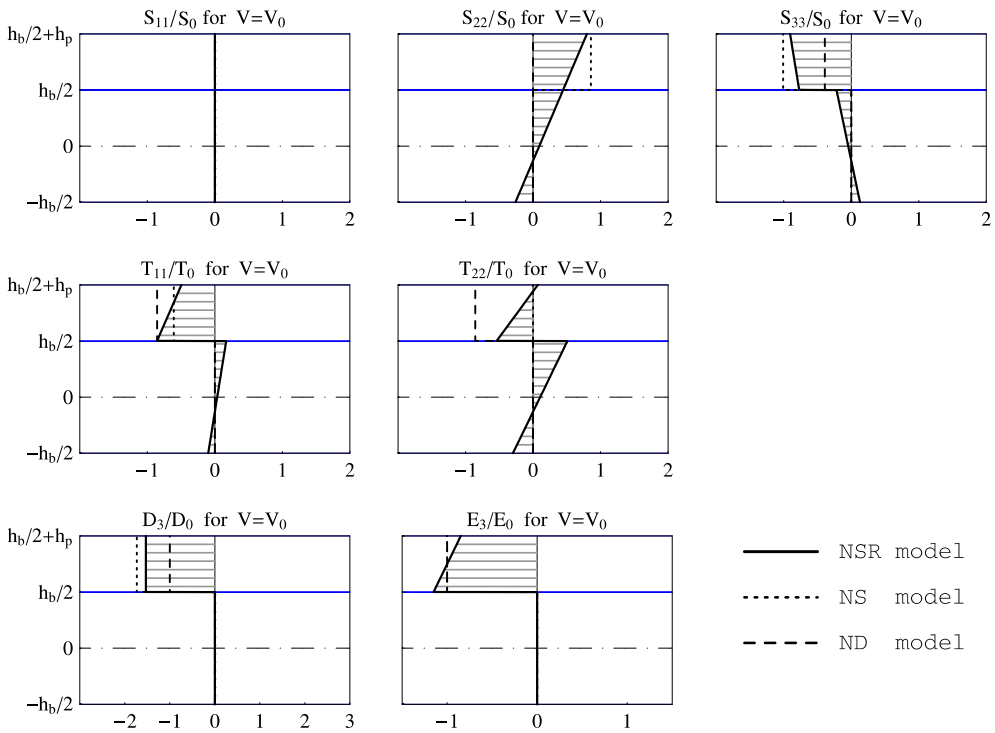 S11/S0 for V=V0
S22/S0 for V=V0
S33/S0 for V=V0
hb/2+hp
hb/2
0
−hb/2
−1 0 1 2
−1 0 1 2
−1 0 1 2
T11/T0 for V=V0
T22/T0 for V=V0
hb/2+hp
hb/2
0
−hb/2
−1 0 1 2
−1 0 1 2
D3/D0 for V=V0
E3/E0 for V=V0
hb/2+hp
hb/2
0
−hb/2
−2 −1 0 1 2 3
−1 0 1
NSR model
NS model
ND model